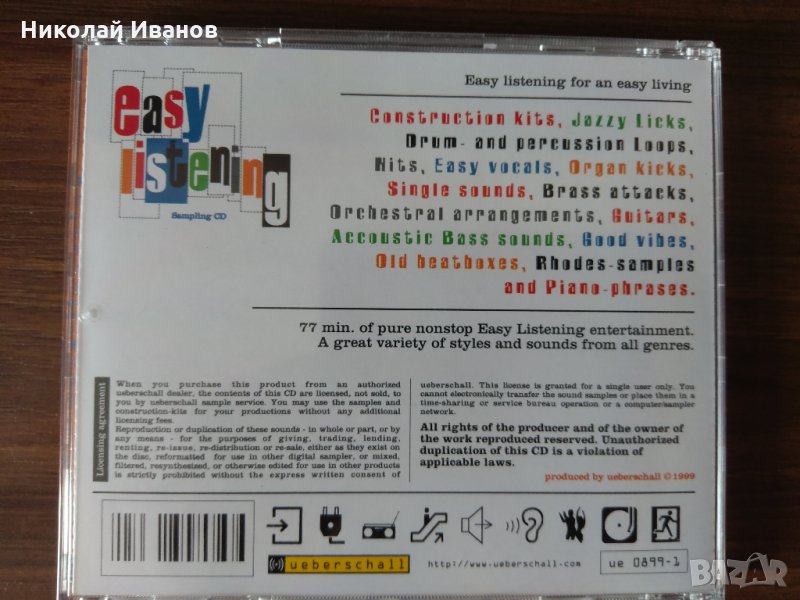 Николай Иванов
easy
listening
Sampling CD
Easy listening for an easy living
Construction kits, Jazzy Licks,
Drum- and percussion Loops,
Hits, Easy vocals, Organ kicks,
Single sounds, Brass attacks,
Orchestral arrangements, Guitars,
Accoustic Bass sounds, Good vibes,
Old beatboxes, Rhodes-samples
and Piano-phrases.
77 min. of pure nonstop Easy Listening entertainment.
A great variety of styles and sounds from all genres.
Licensing agreement
When you purchase this product from an authorized
ueberschall dealer, the contents of this CD are licensed, not sold, to
you by ueberschall sample service. You may use the samples and
construction-kits for your productions without any additional
licensing fees.
Reproduction or duplication of these sounds - in whole or part, or by
any means - for the purposes of giving, trading, lending,
renting, re-issue, re-distribution or re-sale, either as they exist on
the disc, reformatted for use in other digital sampler, or mixed,
filtered, resynthesized, or otherwise edited for use in other products
is strictly prohibited without the express written consent of
ueberschall. This license is granted for a single user only. You
cannot electronically transfer the sound samples or place them in a
time-sharing or service bureau operation or a computer/sampler
network.
All rights of the producer and of the owner of
the work reproduced reserved. Unauthorized
duplication of this CD is a violation of
applicable laws.
produced by ueberschall ©1999
ueberschall
http://www.ueberschall.com
ue 0899-1
BAZAR